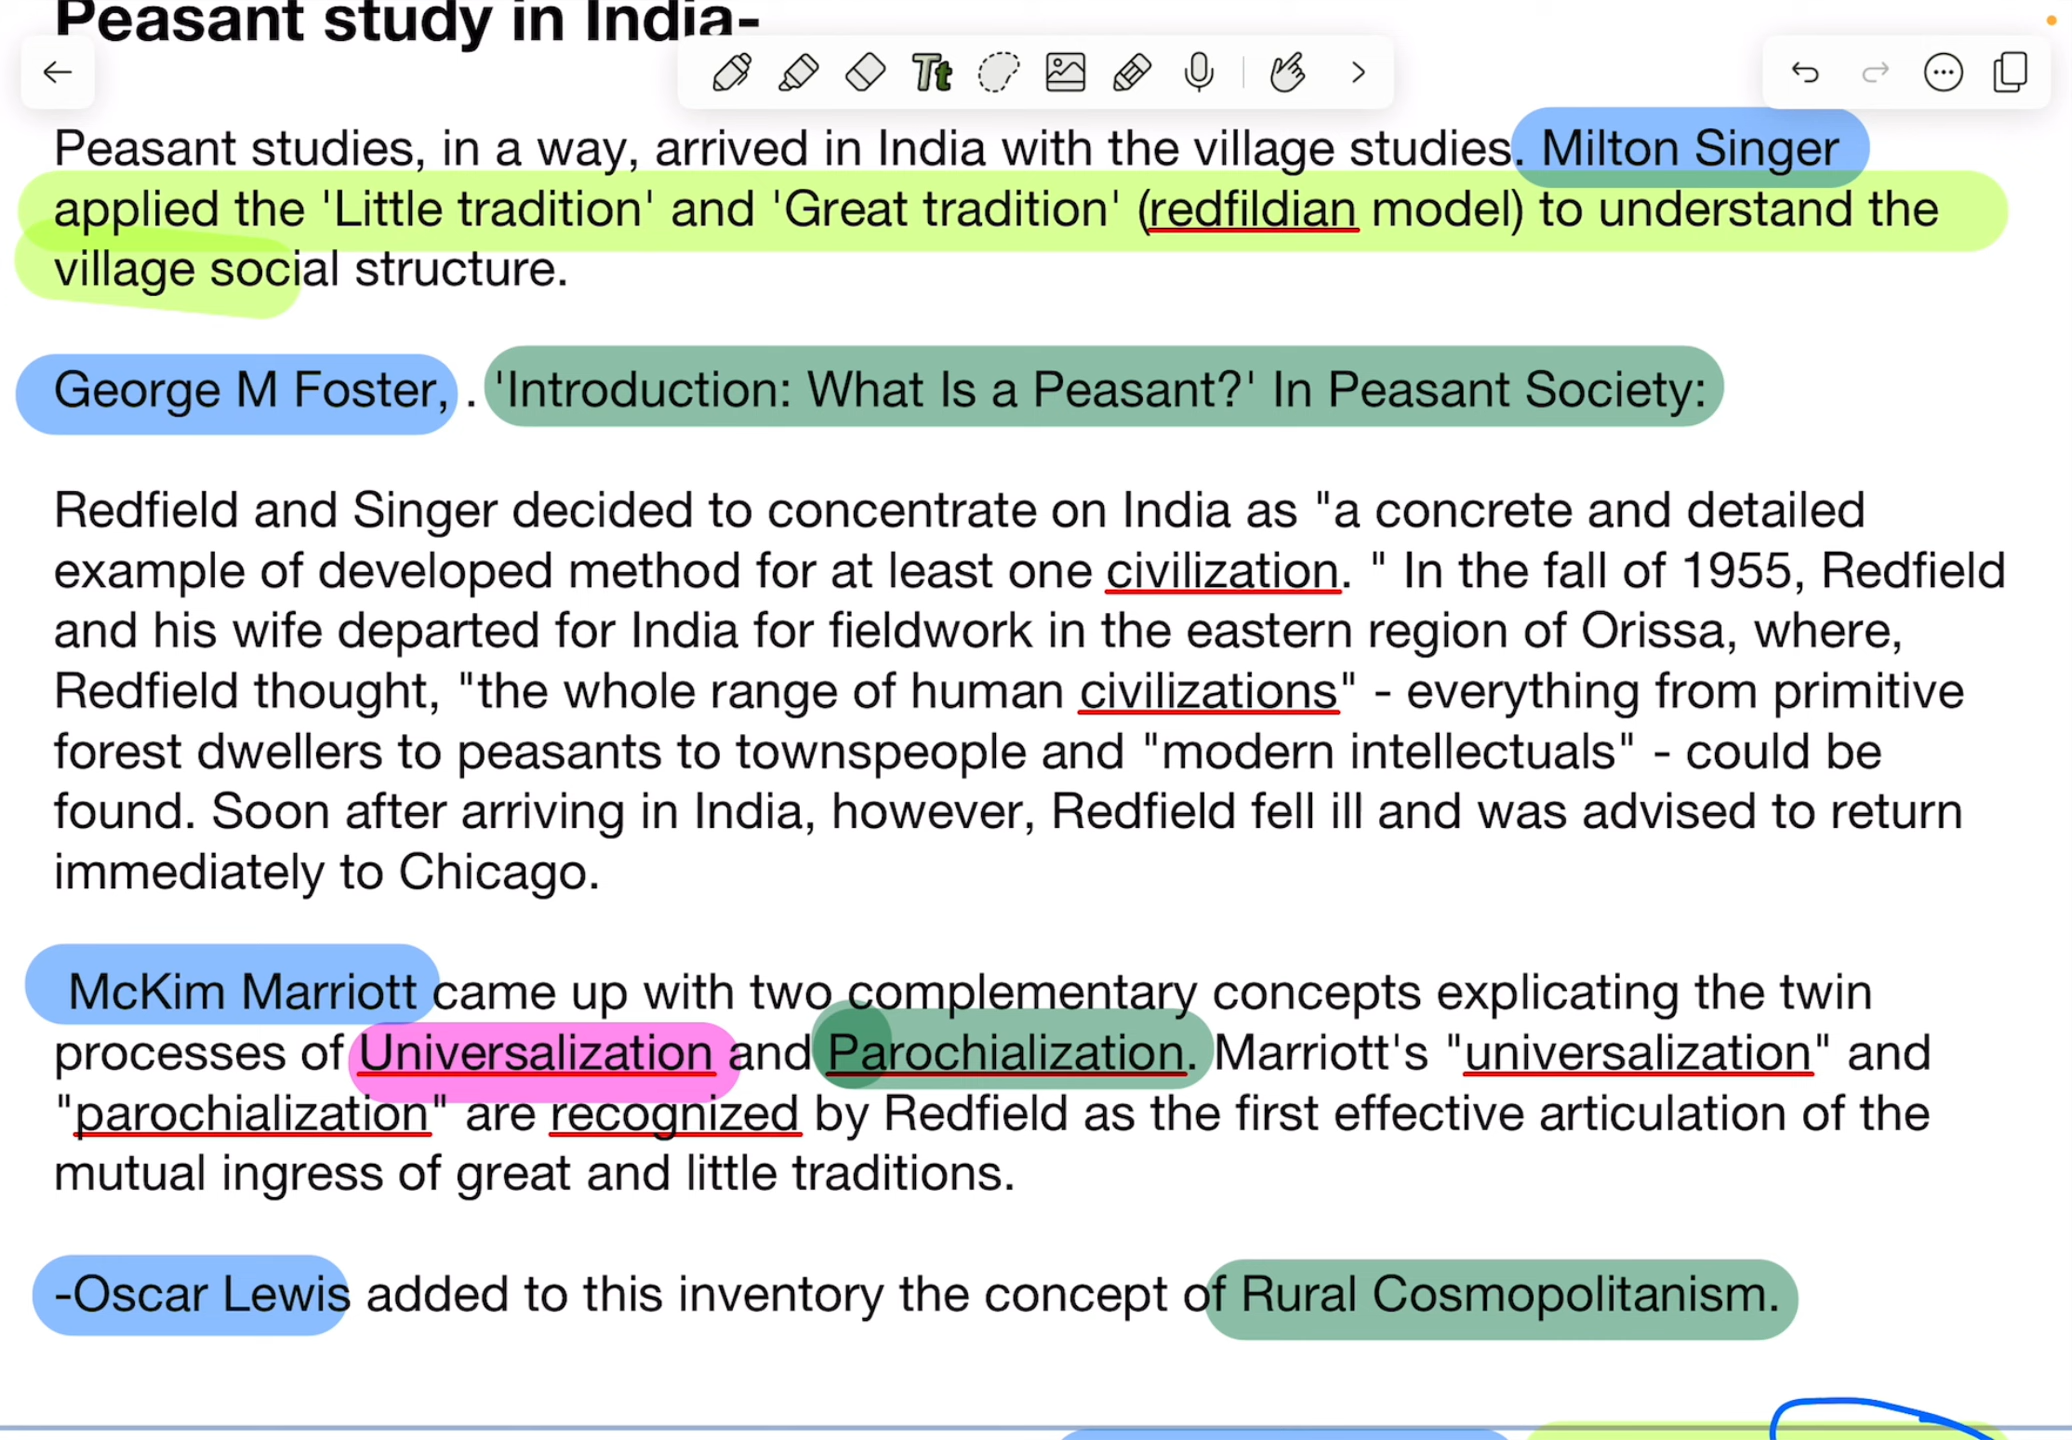 Peasant study in India-
Tt
Peasant studies, in a way, arrived in India with the village studies. Milton Singer
applied the 'Little tradition' and 'Great tradition' (redfildian model) to understand the
village social structure.
George M Foster, . 'Introduction: What Is a Peasant?' In Peasant Society:
Redfield and Singer decided to concentrate on India as "a concrete and detailed
example of developed method for at least one civilization. " In the fall of 1955, Redfield
and his wife departed for India for fieldwork in the eastern region of Orissa, where,
Redfield thought, "the whole range of human civilizations" - everything from primitive
forest dwellers to peasants to townspeople and "modern intellectuals" - could be
found. Soon after arriving in India, however, Redfield fell ill and was advised to return
immediately to Chicago.
McKim Marriott came up with two complementary concepts explicating the twin
processes of Universalization and Parochialization. Marriott's "universalization" and
"parochialization" are recognized by Redfield as the first effective articulation of the
mutual ingress of great and little traditions.
-Oscar Lewis added to this inventory the concept of Rural Cosmopolitanism.